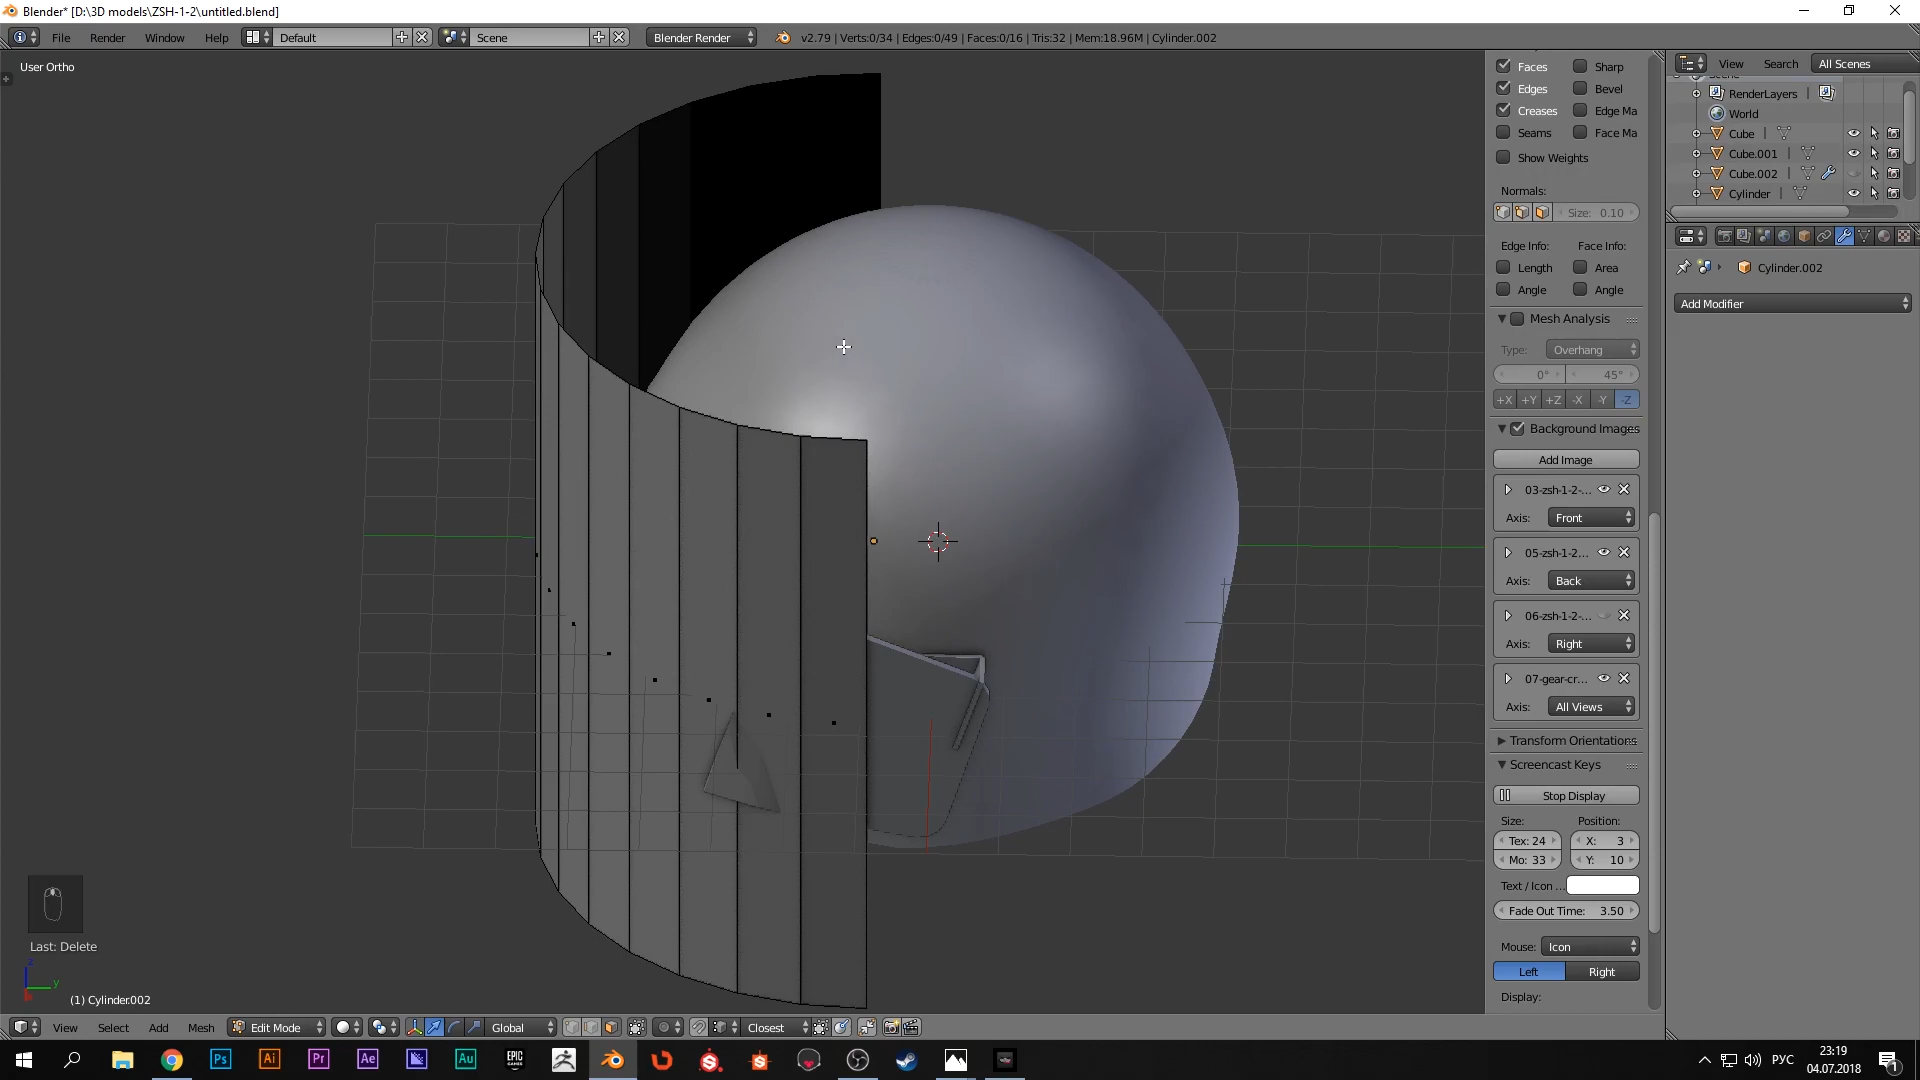 Blender* [D:\3D models\ZSH-1-2\untitled.blend]
File Render Window Help Default Scene Blender Render v2.79 | Verts:0/34 | Edges:0/49 | Faces:0/16 | Tris:32 | Mem:18.96M | Cylinder.002
User Ortho
Faces Sharp
Edges Bevel
Creases Edge Ma
Seams Face Ma
Show Weights
Normals:
Size: 0.10
Edge Info: Face Info:
Length Area
Angle Angle
Mesh Analysis
Type: Overhang
0° 45°
+X +Y +Z -X -Y -Z
Background Images
Add Image
03-zsh-1-2-...
Axis: Front
05-zsh-1-2...
Axis: Back
06-zsh-1-2-...
Axis: Right
07-gear-cr...
Axis: All Views
Transform Orientations
Screencast Keys
Stop Display
Size: Position:
Tex: 24 X: 3
Mo: 33 Y: 10
Text / Icon ...
Fade Out Time: 3.50
Mouse: Icon
Left Right
Display:
View Search All Scenes
RenderLayers |
World
Cube |
Cube.001 |
Cube.002 |
Cylinder |
Cylinder.002
Add Modifier
Last: Delete
z
y
(1) Cylinder.002
View Select Add Mesh Edit Mode Global Closest
Ps Ai Pr Ae Au EPIC GAMES
РУС
23:19
04.07.2018
1